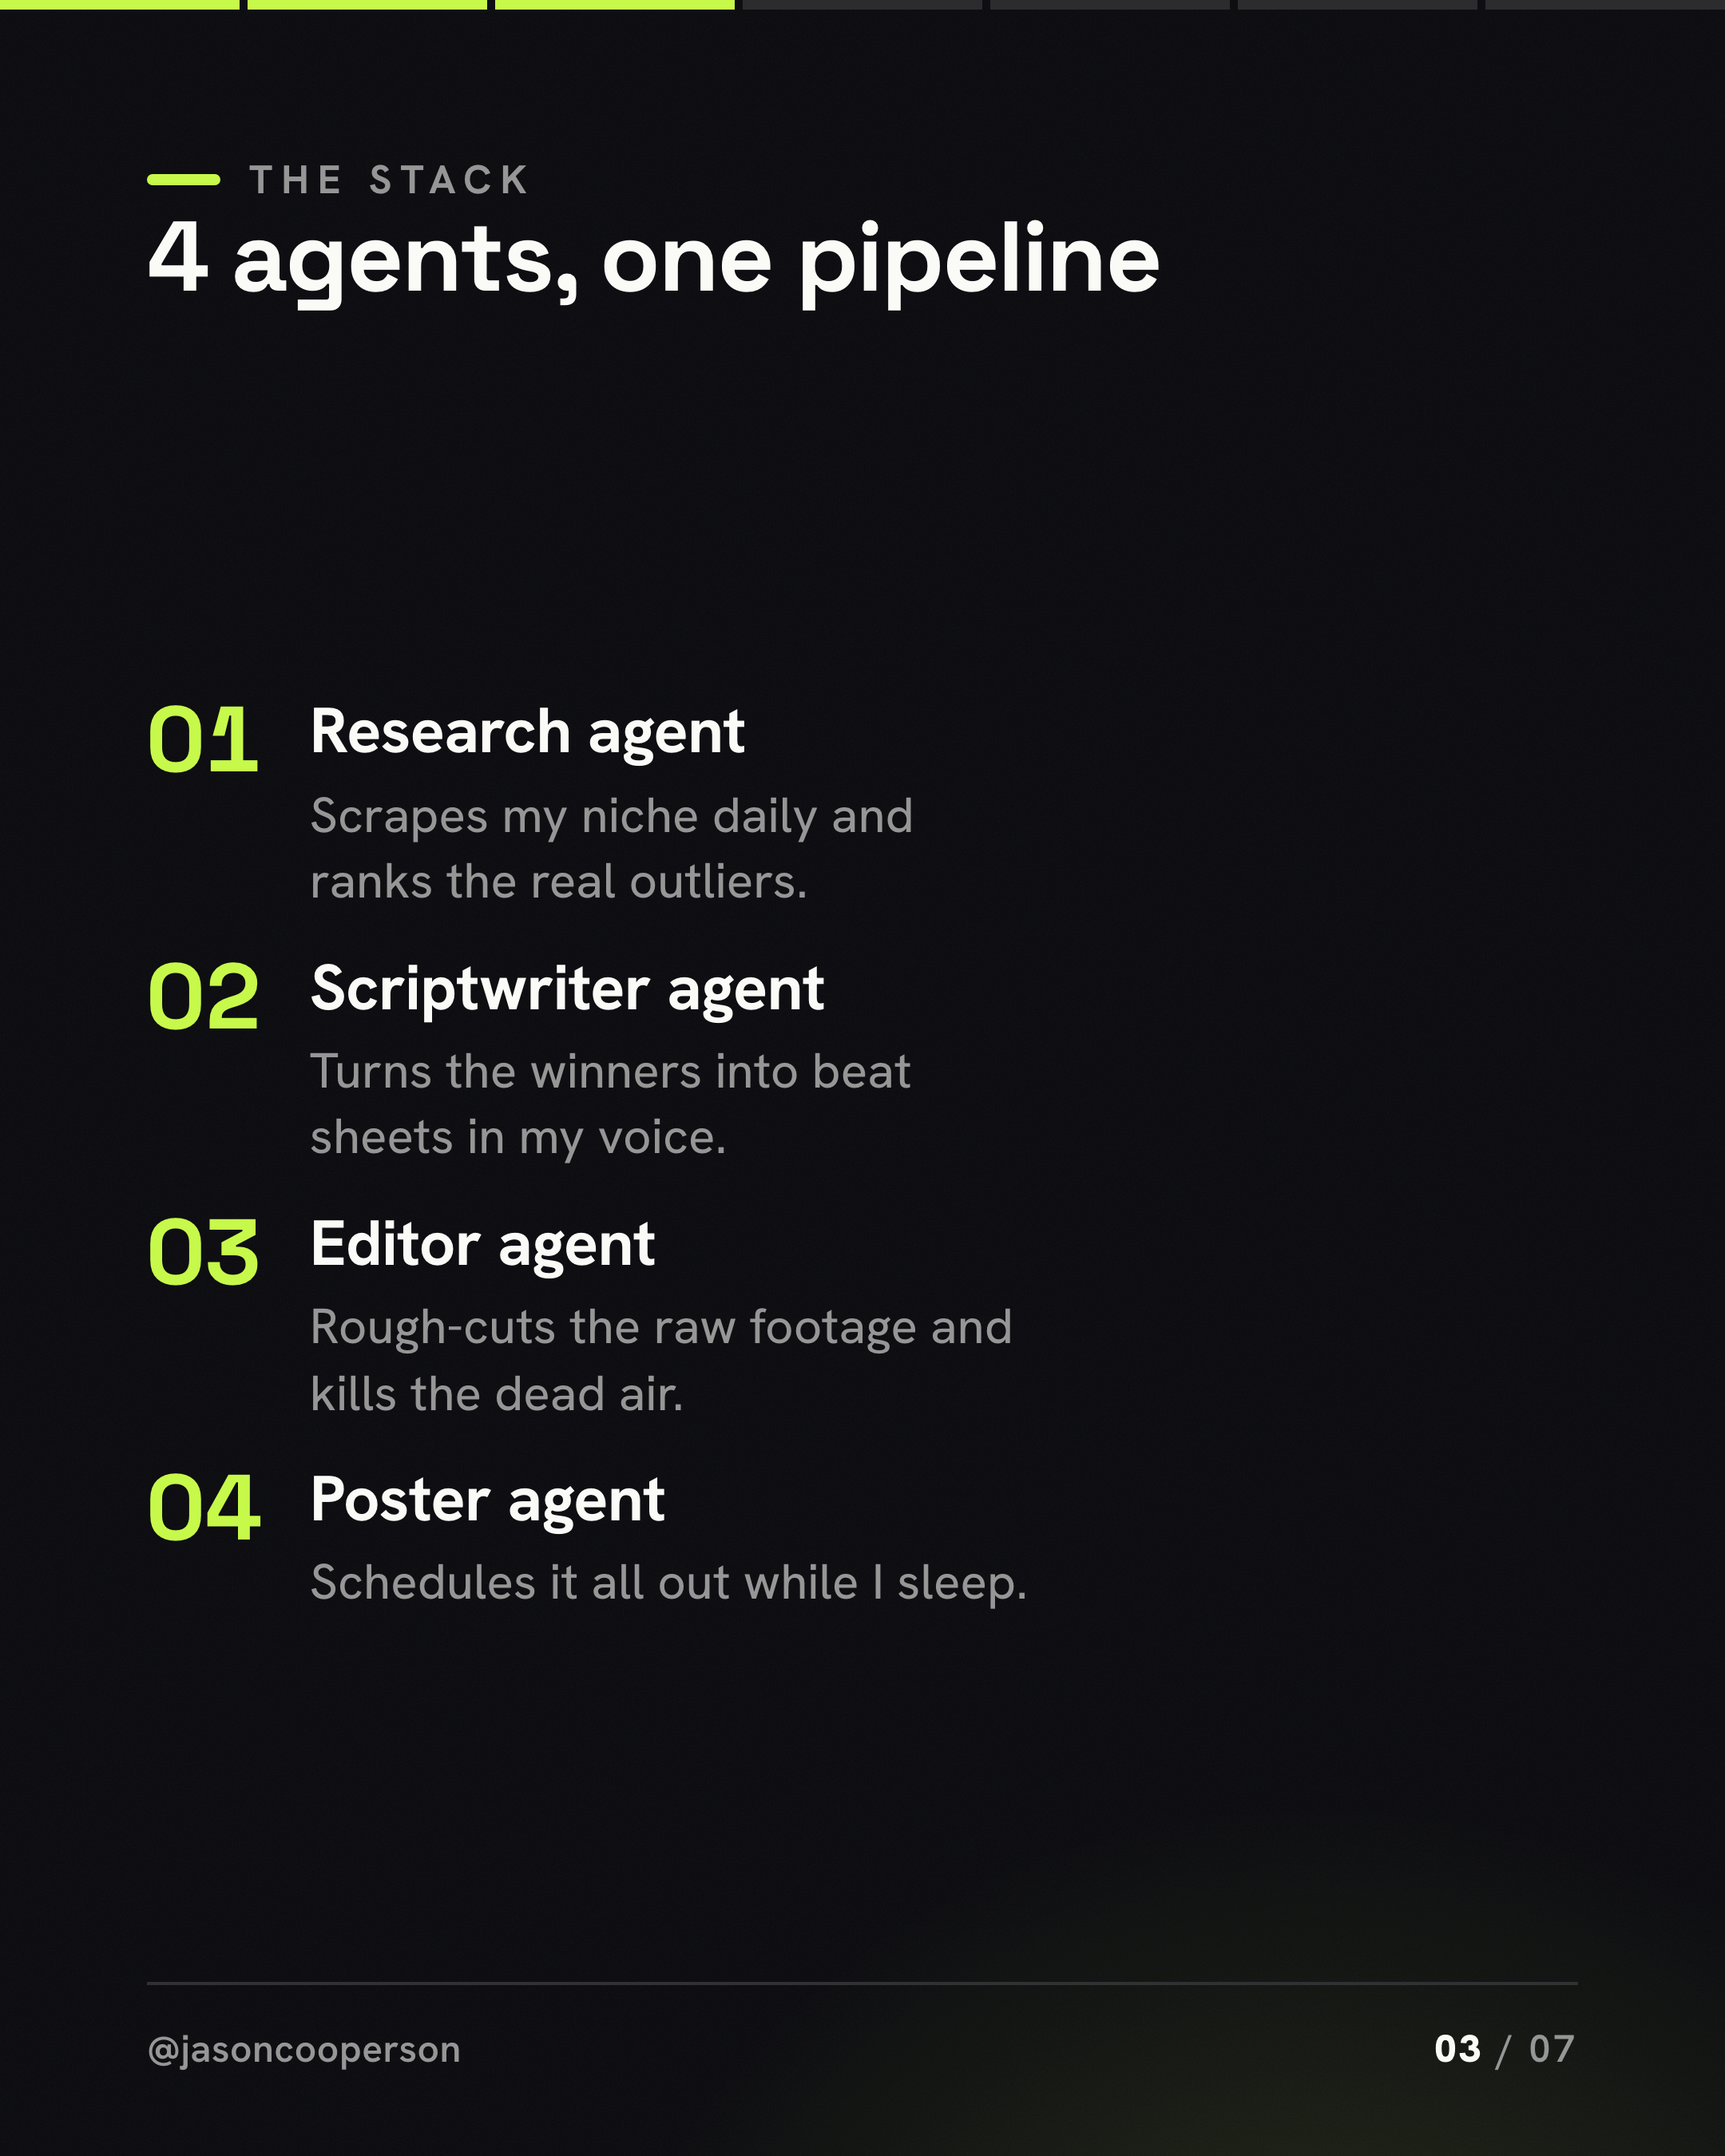 THE STACK
4 agents, one pipeline
01 Research agent
Scrapes my niche daily and
ranks the real outliers.
02 Scriptwriter agent
Turns the winners into beat
sheets in my voice.
03 Editor agent
Rough-cuts the raw footage and
kills the dead air.
04 Poster agent
Schedules it all out while I sleep.
@jasoncooperson
03 / 07